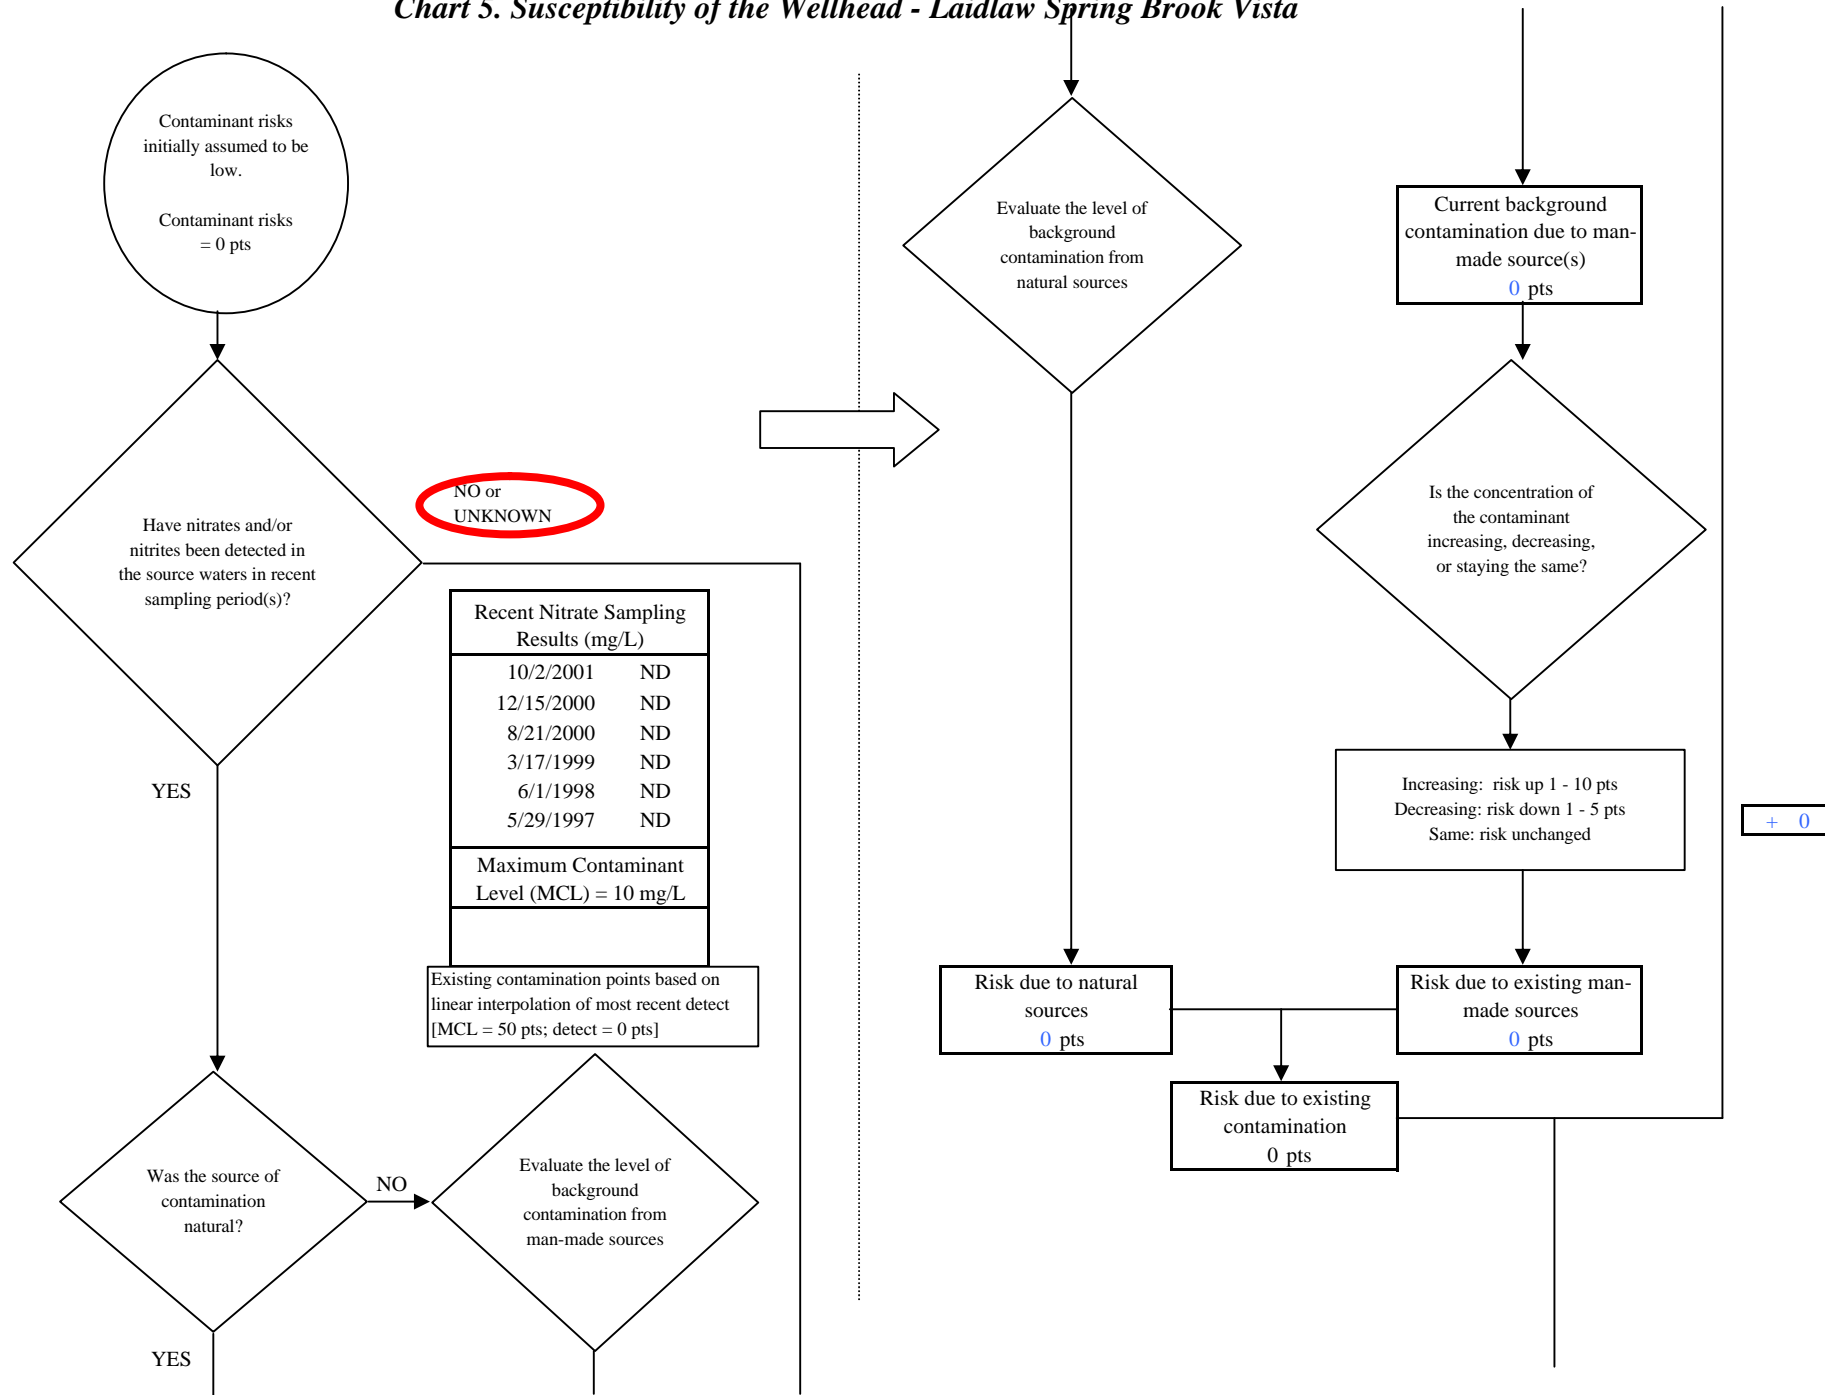 Chart 5. Susceptibility of the Wellhead - Laidlaw Spring Brook Vista
Contaminant risks
initially assumed to be
low.
Contaminant risks
= 0 pts
NO or
UNKNOWN
Have nitrates and/or
nitrites been detected in
the source waters in recent
sampling period(s)?
YES
Recent Nitrate Sampling
Results (mg/L)
10/2/2001 ND
12/15/2000 ND
8/21/2000 ND
3/17/1999 ND
6/1/1998 ND
5/29/1997 ND
Maximum Contaminant
Level (MCL) = 10 mg/L
Existing contamination points based on
linear interpolation of most recent detect
[MCL = 50 pts; detect = 0 pts]
Was the source of
contamination
natural?
NO
YES
Evaluate the level of
background
contamination from
man-made sources
Evaluate the level of
background
contamination from
natural sources
Current background
contamination due to man-
made source(s)
0 pts
Is the concentration of
the contaminant
increasing, decreasing,
or staying the same?
Increasing: risk up 1 - 10 pts
Decreasing: risk down 1 - 5 pts
Same: risk unchanged
+ 0
Risk due to natural
sources
0 pts
Risk due to existing man-
made sources
0 pts
Risk due to existing
contamination
0 pts